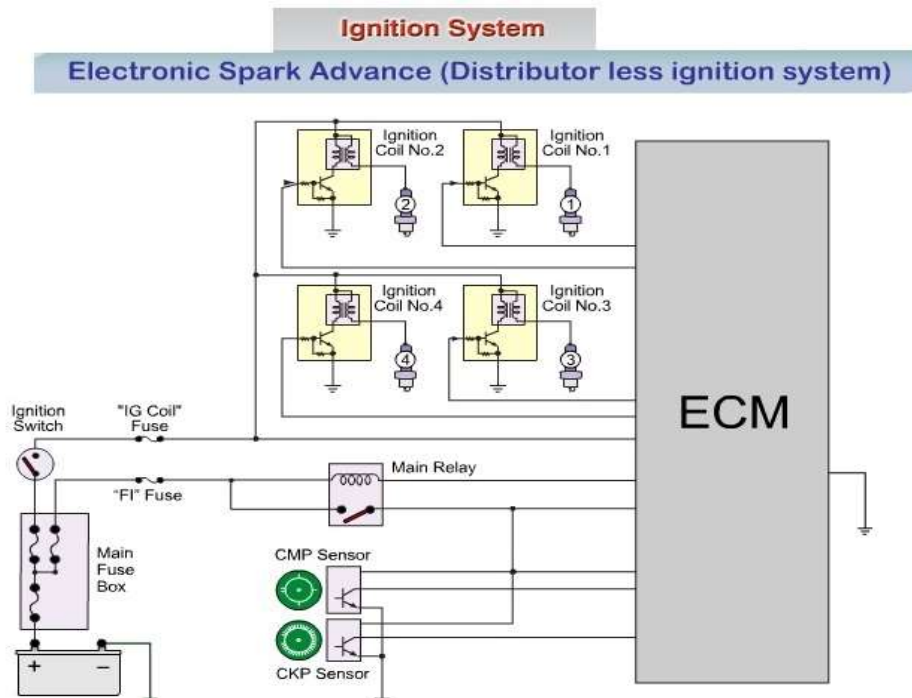 Ignition System
Electronic Spark Advance (Distributor less ignition system)
Ignition
Coil No.2
Ignition
Coil No.1
2
1
Ignition
Coil No.4
Ignition
Coil No.3
4
3
ECM
Ignition
Switch
"IG Coil"
Fuse
"FI" Fuse
Main Relay
Main
Fuse
Box
CMP Sensor
CKP Sensor
+ −